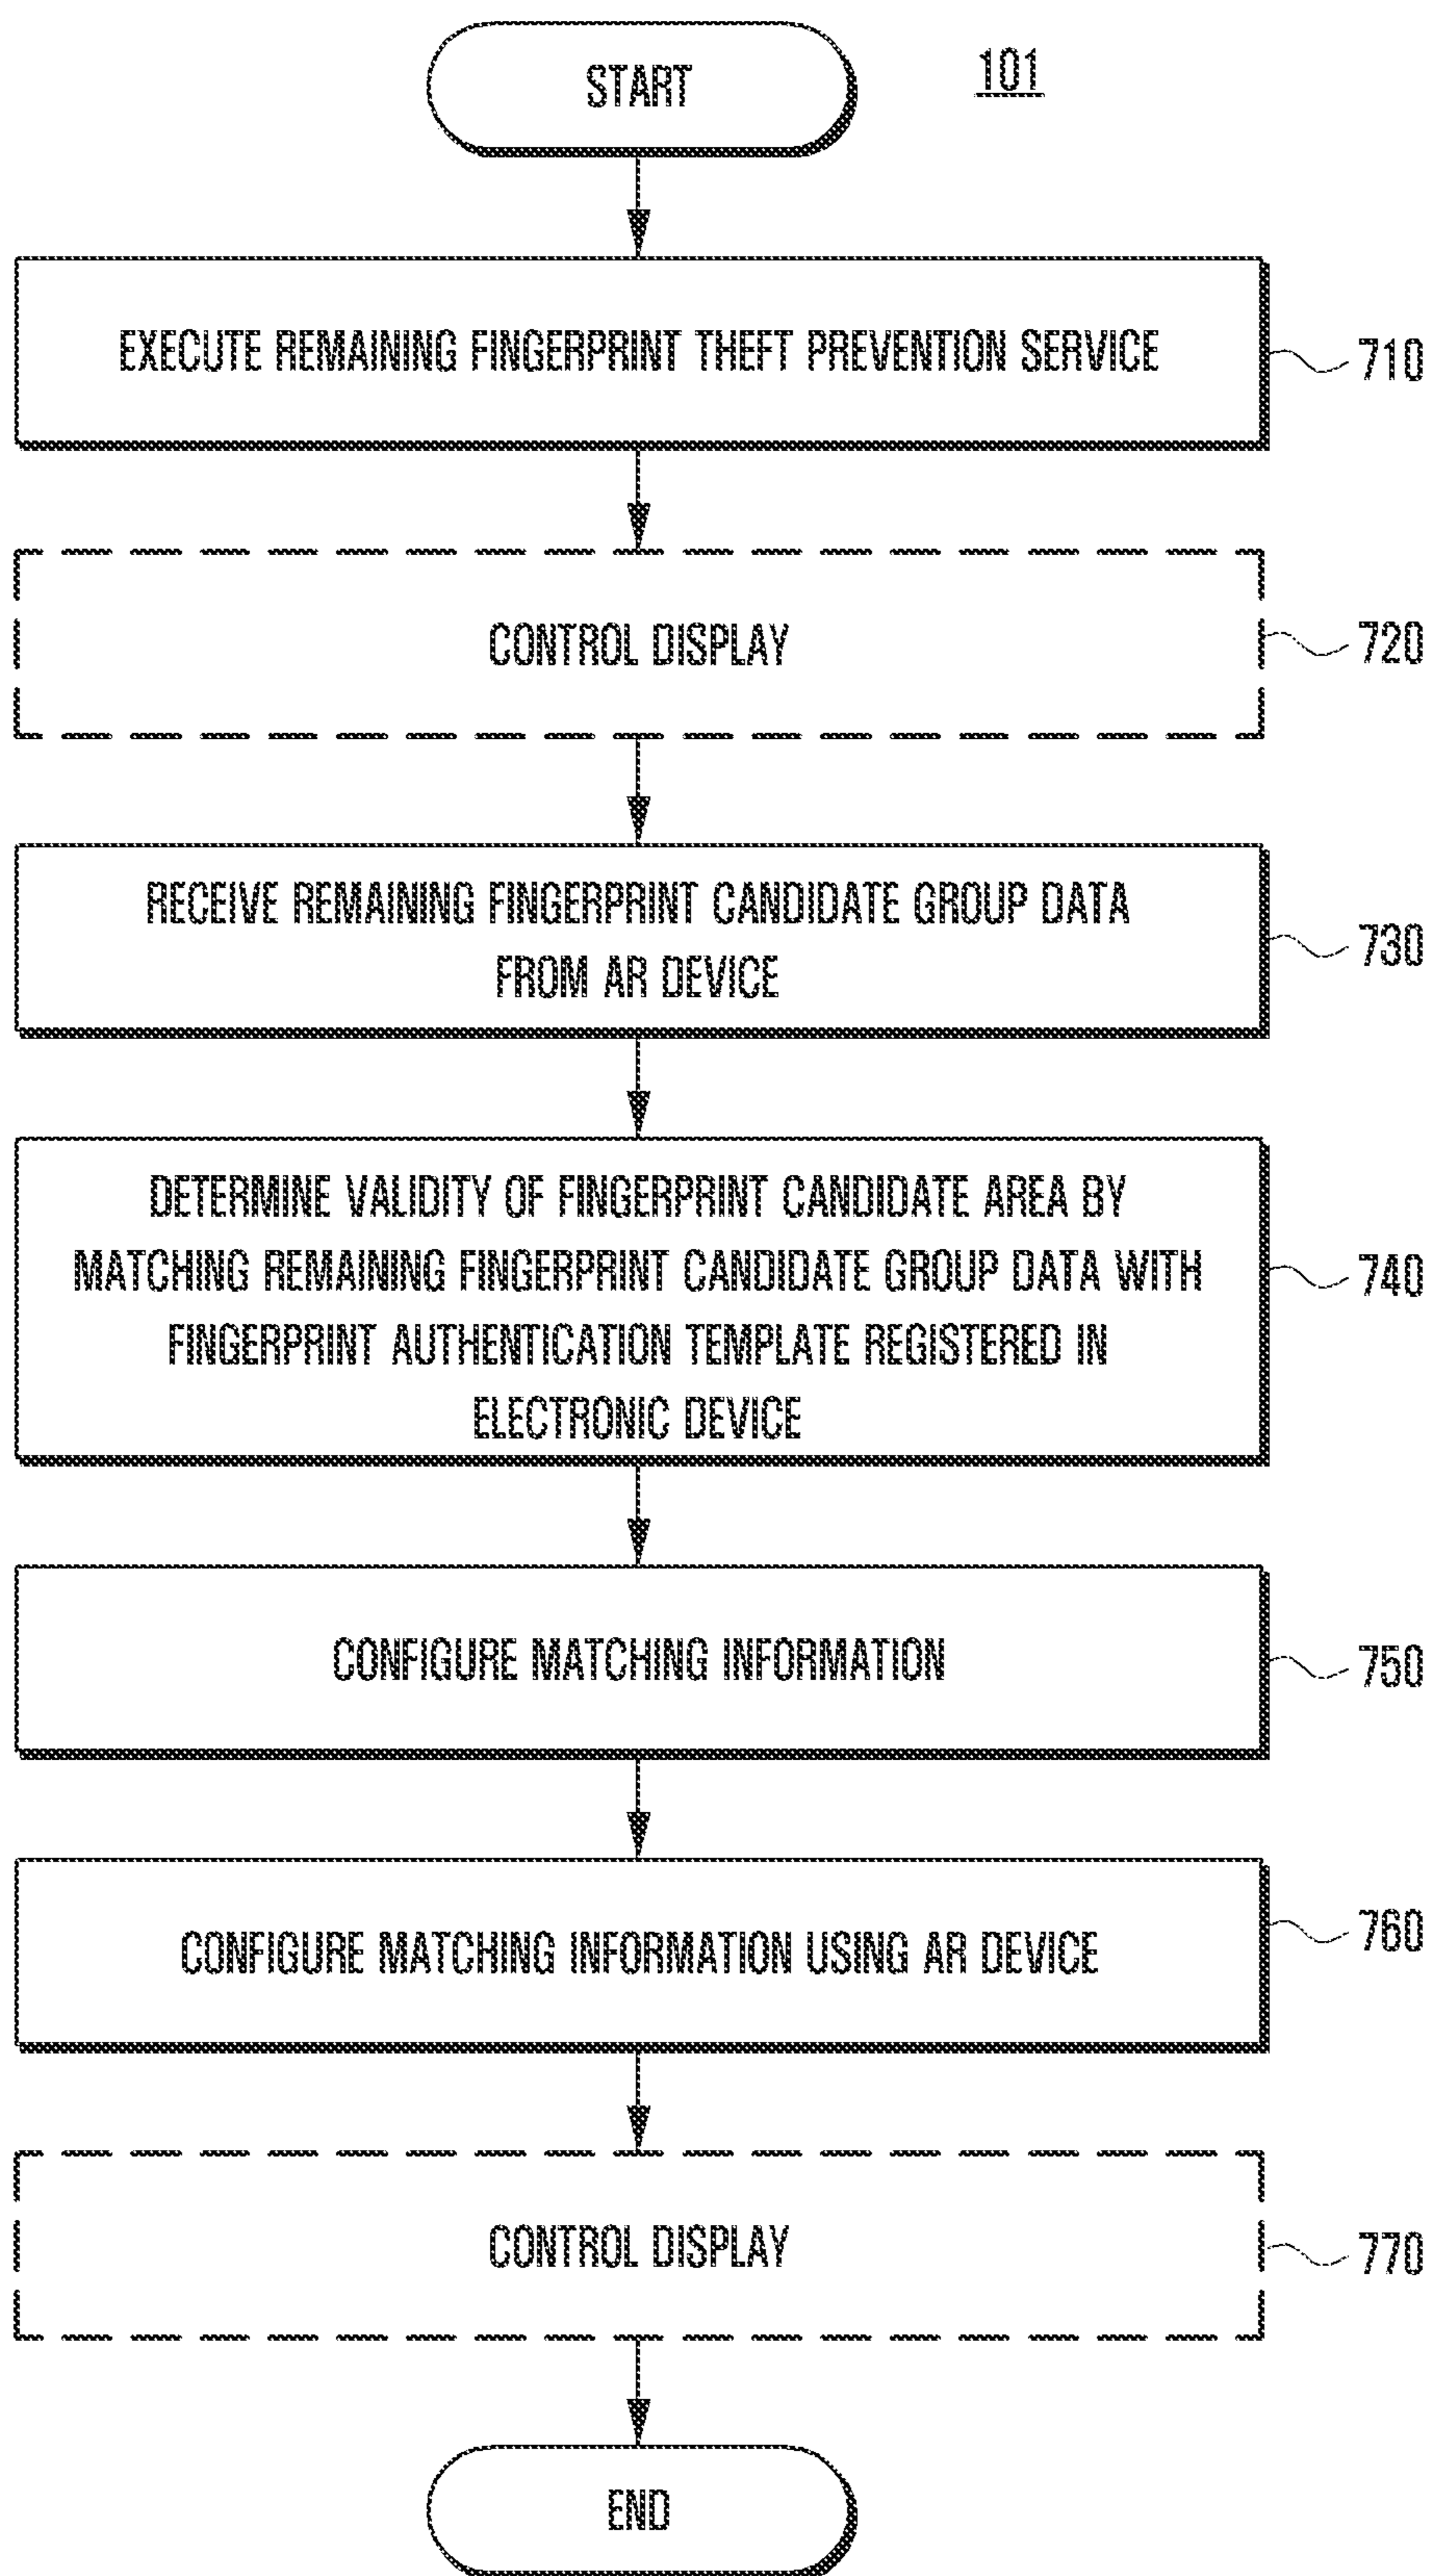 START
101
EXECUTE REMAINING FINGERPRINT THEFT PREVENTION SERVICE
710
CONTROL DISPLAY
720
RECEIVE REMAINING FINGERPRINT CANDIDATE GROUP DATA
FROM AR DEVICE
730
DETERMINE VALIDITY OF FINGERPRINT CANDIDATE AREA BY
MATCHING REMAINING FINGERPRINT CANDIDATE GROUP DATA WITH
FINGERPRINT AUTHENTICATION TEMPLATE REGISTERED IN
ELECTRONIC DEVICE
740
CONFIGURE MATCHING INFORMATION
750
CONFIGURE MATCHING INFORMATION USING AR DEVICE
760
CONTROL DISPLAY
770
END